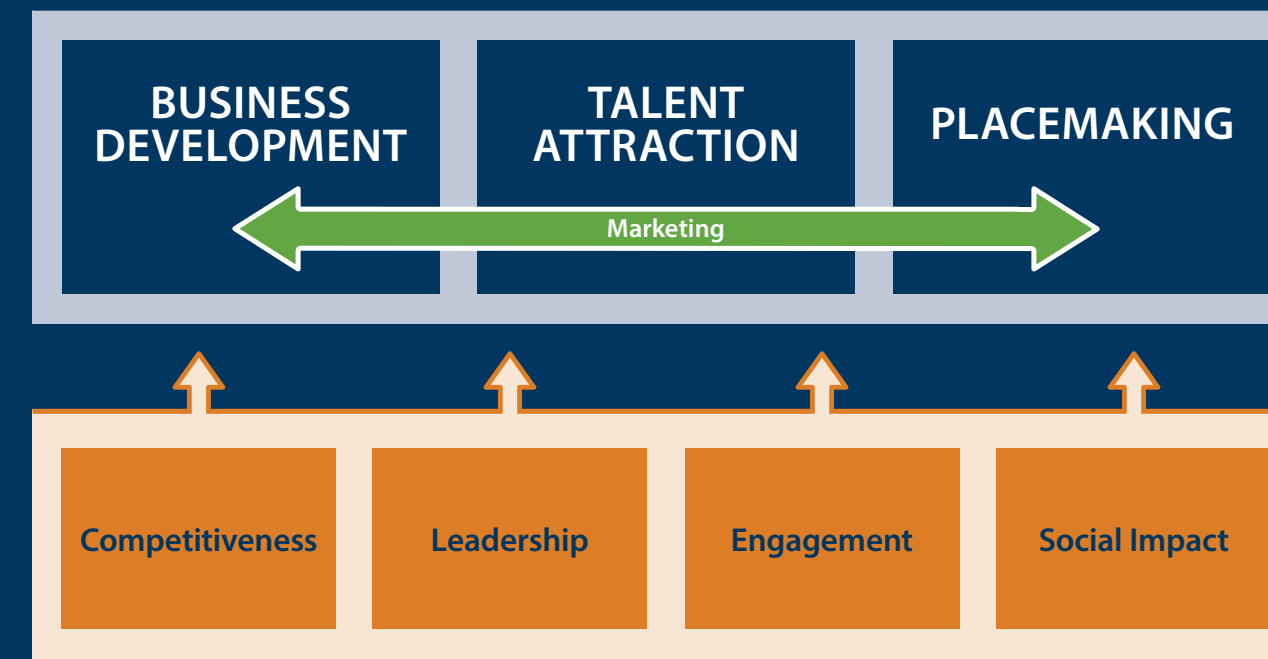 BUSINESS
DEVELOPMENT
TALENT
ATTRACTION
PLACEMAKING
Marketing
Competitiveness
Leadership
Engagement
Social Impact